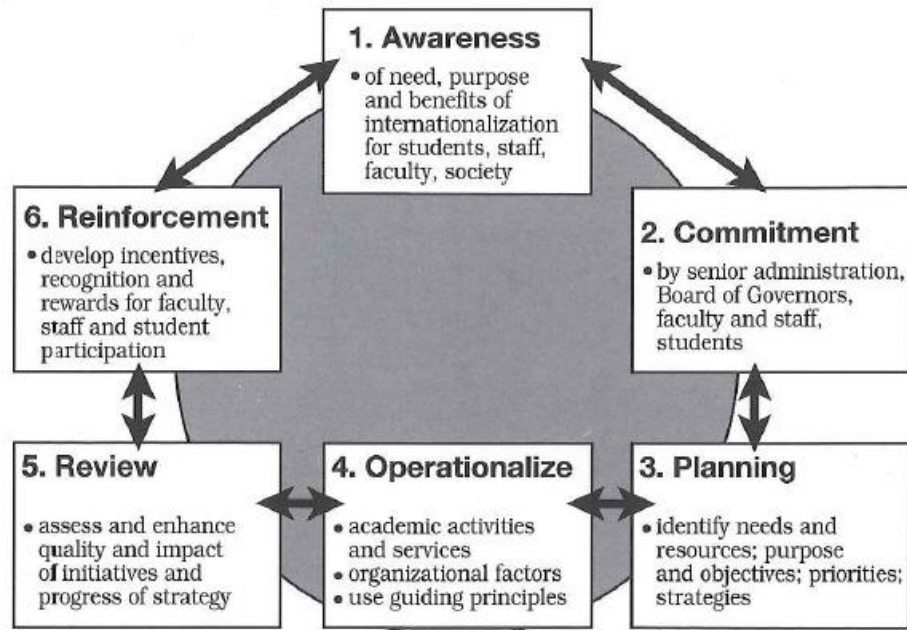 1. Awareness
• of need, purpose
and benefits of
internationalization
for students, staff,
faculty, society
6. Reinforcement
• develop incentives,
recognition and
rewards for faculty,
staff and student
participation
2. Commitment
• by senior administration,
Board of Governors,
faculty and staff,
students
5. Review
• assess and enhance
quality and impact
of initiatives and
progress of strategy
4. Operationalize
• academic activities
and services
• organizational factors
• use guiding principles
3. Planning
• identify needs and
resources; purpose
and objectives; priorities;
strategies